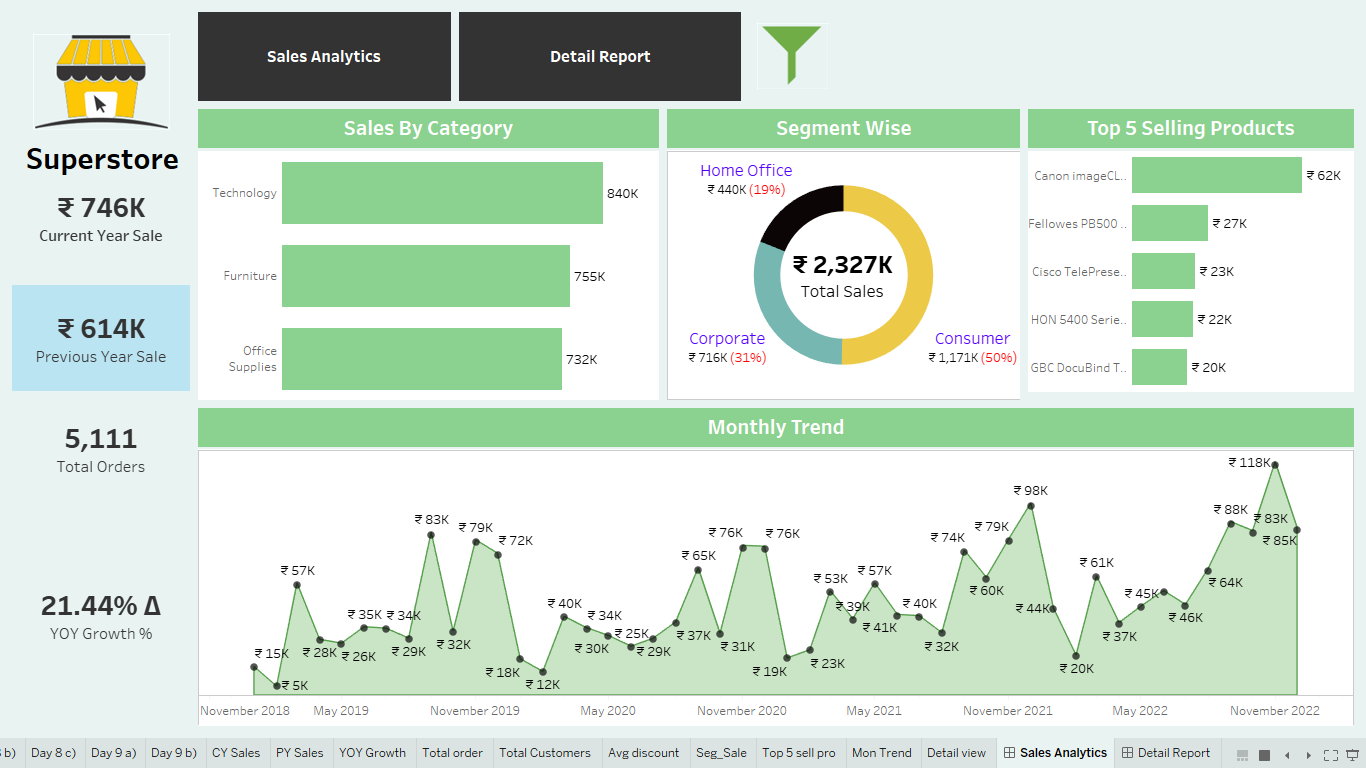 Superstore
₹ 746K
Current Year Sale
₹ 614K
Previous Year Sale
5,111
Total Orders
21.44% Δ
YOY Growth %
Sales Analytics
Detail Report
Sales By Category
Technology
840K
Furniture
755K
Office
Supplies
732K
Segment Wise
Home Office
₹ 440K (19%)
₹ 2,327K
Total Sales
Corporate
₹ 716K (31%)
Consumer
₹ 1,171K (50%)
Top 5 Selling Products
Canon imageCL..
₹ 62K
Fellowes PB500 ..
₹ 27K
Cisco TelePrese..
₹ 23K
HON 5400 Serie..
₹ 22K
GBC DocuBind T..
₹ 20K
Monthly Trend
₹ 15K
₹ 5K
₹ 57K
₹ 28K
₹ 26K
₹ 35K
₹ 34K
₹ 29K
₹ 83K
₹ 32K
₹ 79K
₹ 72K
₹ 18K
₹ 12K
₹ 40K
₹ 34K
₹ 30K
₹ 25K
₹ 29K
₹ 37K
₹ 65K
₹ 31K
₹ 76K
₹ 76K
₹ 19K
₹ 23K
₹ 53K
₹ 39K
₹ 57K
₹ 41K
₹ 40K
₹ 32K
₹ 74K
₹ 60K
₹ 79K
₹ 98K
₹ 44K
₹ 20K
₹ 61K
₹ 37K
₹ 45K
₹ 46K
₹ 64K
₹ 88K
₹ 83K
₹ 118K
₹ 85K
November 2018
May 2019
November 2019
May 2020
November 2020
May 2021
November 2021
May 2022
November 2022
b)
Day 8 c)
Day 9 a)
Day 9 b)
CY Sales
PY Sales
YOY Growth
Total order
Total Customers
Avg discount
Seg_Sale
Top 5 sell pro
Mon Trend
Detail view
Sales Analytics
Detail Report